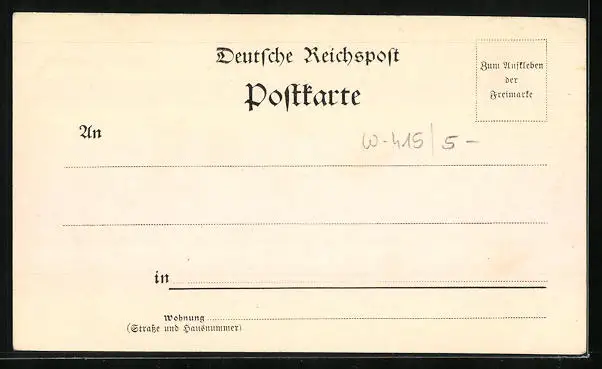 Deutsche Reichspost
Postkarte
Zum Aufkleben
der
Freimarke
An
W-415/5-
in
Wohnung
(Straße und Hausnummer)